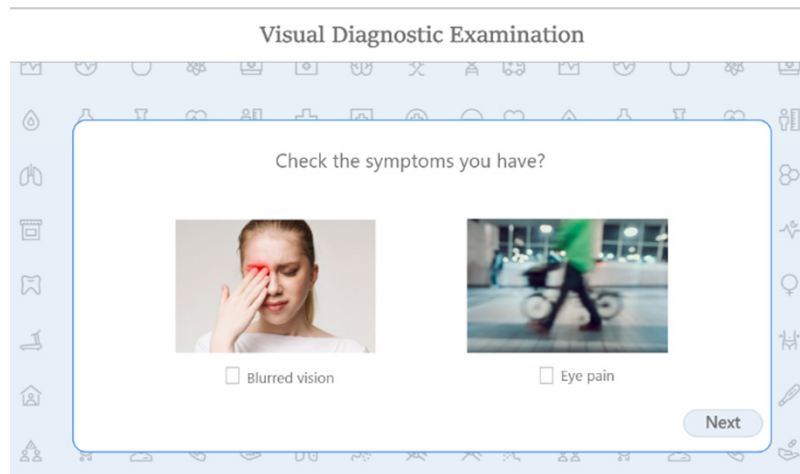 Visual Diagnostic Examination
Check the symptoms you have?
Blurred vision
Eye pain
Next